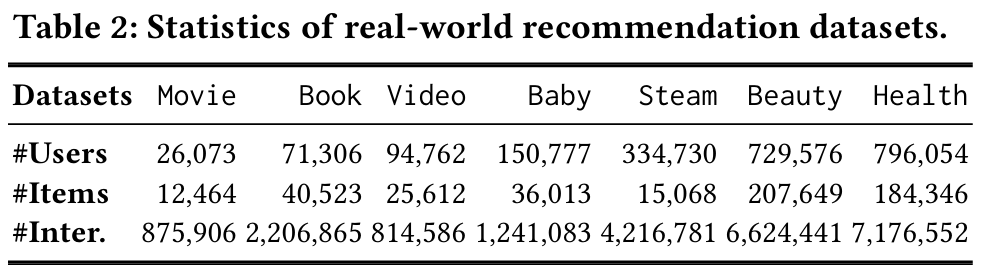 Table 2: Statistics of real-world recommendation datasets.
Datasets Movie Book Video Baby Steam Beauty Health
#Users 26,073 71,306 94,762 150,777 334,730 729,576 796,054
#Items 12,464 40,523 25,612 36,013 15,068 207,649 184,346
#Inter. 875,906 2,206,865 814,586 1,241,083 4,216,781 6,624,441 7,176,552